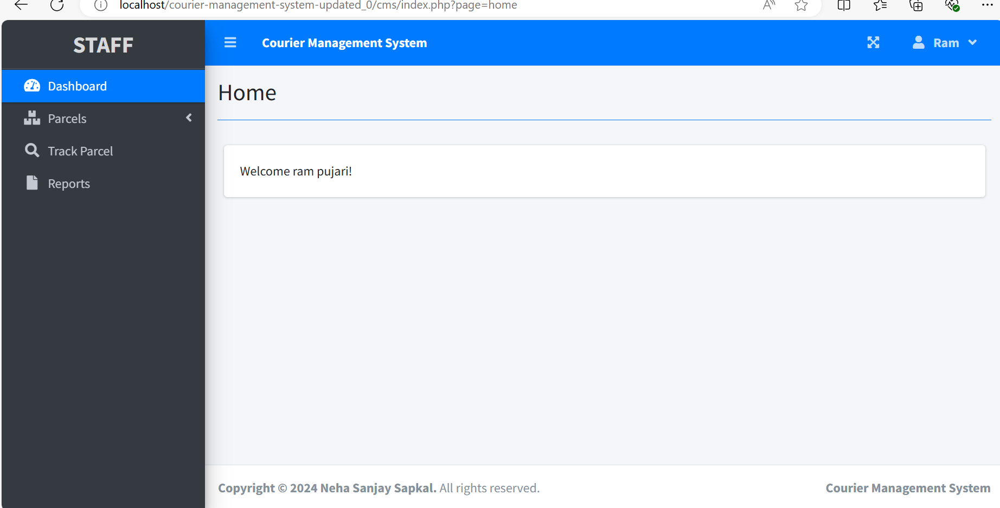 localhost/courier-management-system-updated_0/cms/index.php?page=home
STAFF
Courier Management System
Ram
Dashboard
Parcels
Track Parcel
Reports
Home
Welcome ram pujari!
Copyright © 2024 Neha Sanjay Sapkal. All rights reserved.
Courier Management System